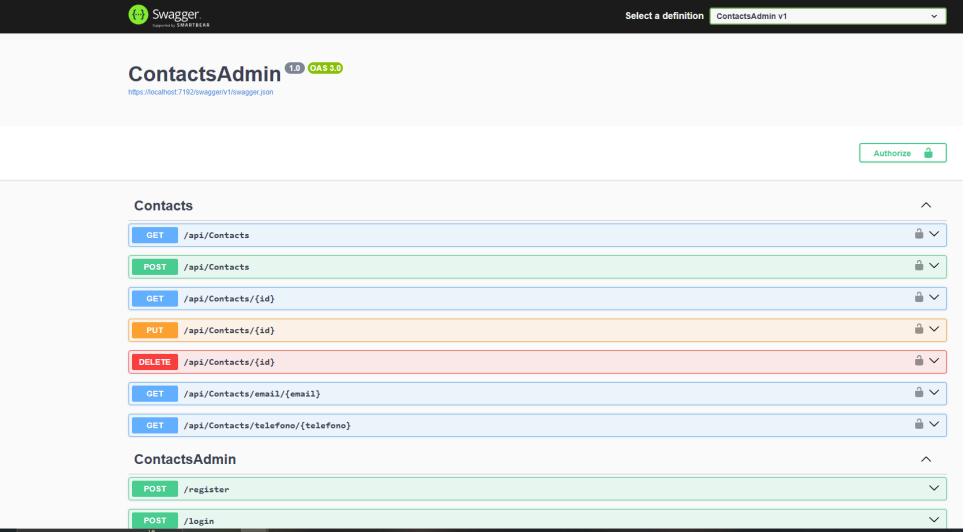 Swagger.
Supported by SMARTBEAR
Select a definition
ContactsAdmin v1
ContactsAdmin 1.0 OAS 3.0
https://localhost:7192/swagger/v1/swagger.json
Authorize
Contacts
GET /api/Contacts
POST /api/Contacts
GET /api/Contacts/{id}
PUT /api/Contacts/{id}
DELETE /api/Contacts/{id}
GET /api/Contacts/email/{email}
GET /api/Contacts/telefono/{telefono}
ContactsAdmin
POST /register
POST /login